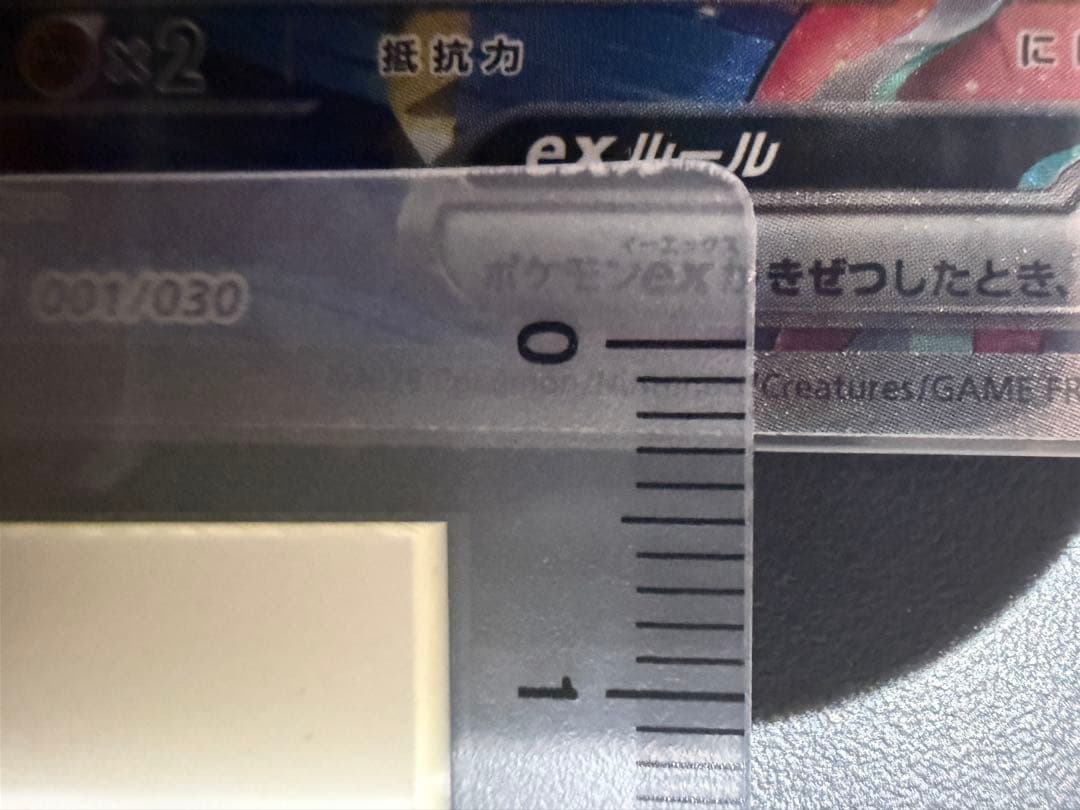 ×2
抵抗力
に
exルール
イーエックス
ポケモンexが きぜつしたとき、
001/030
0
/Creatures/GAME FR
1